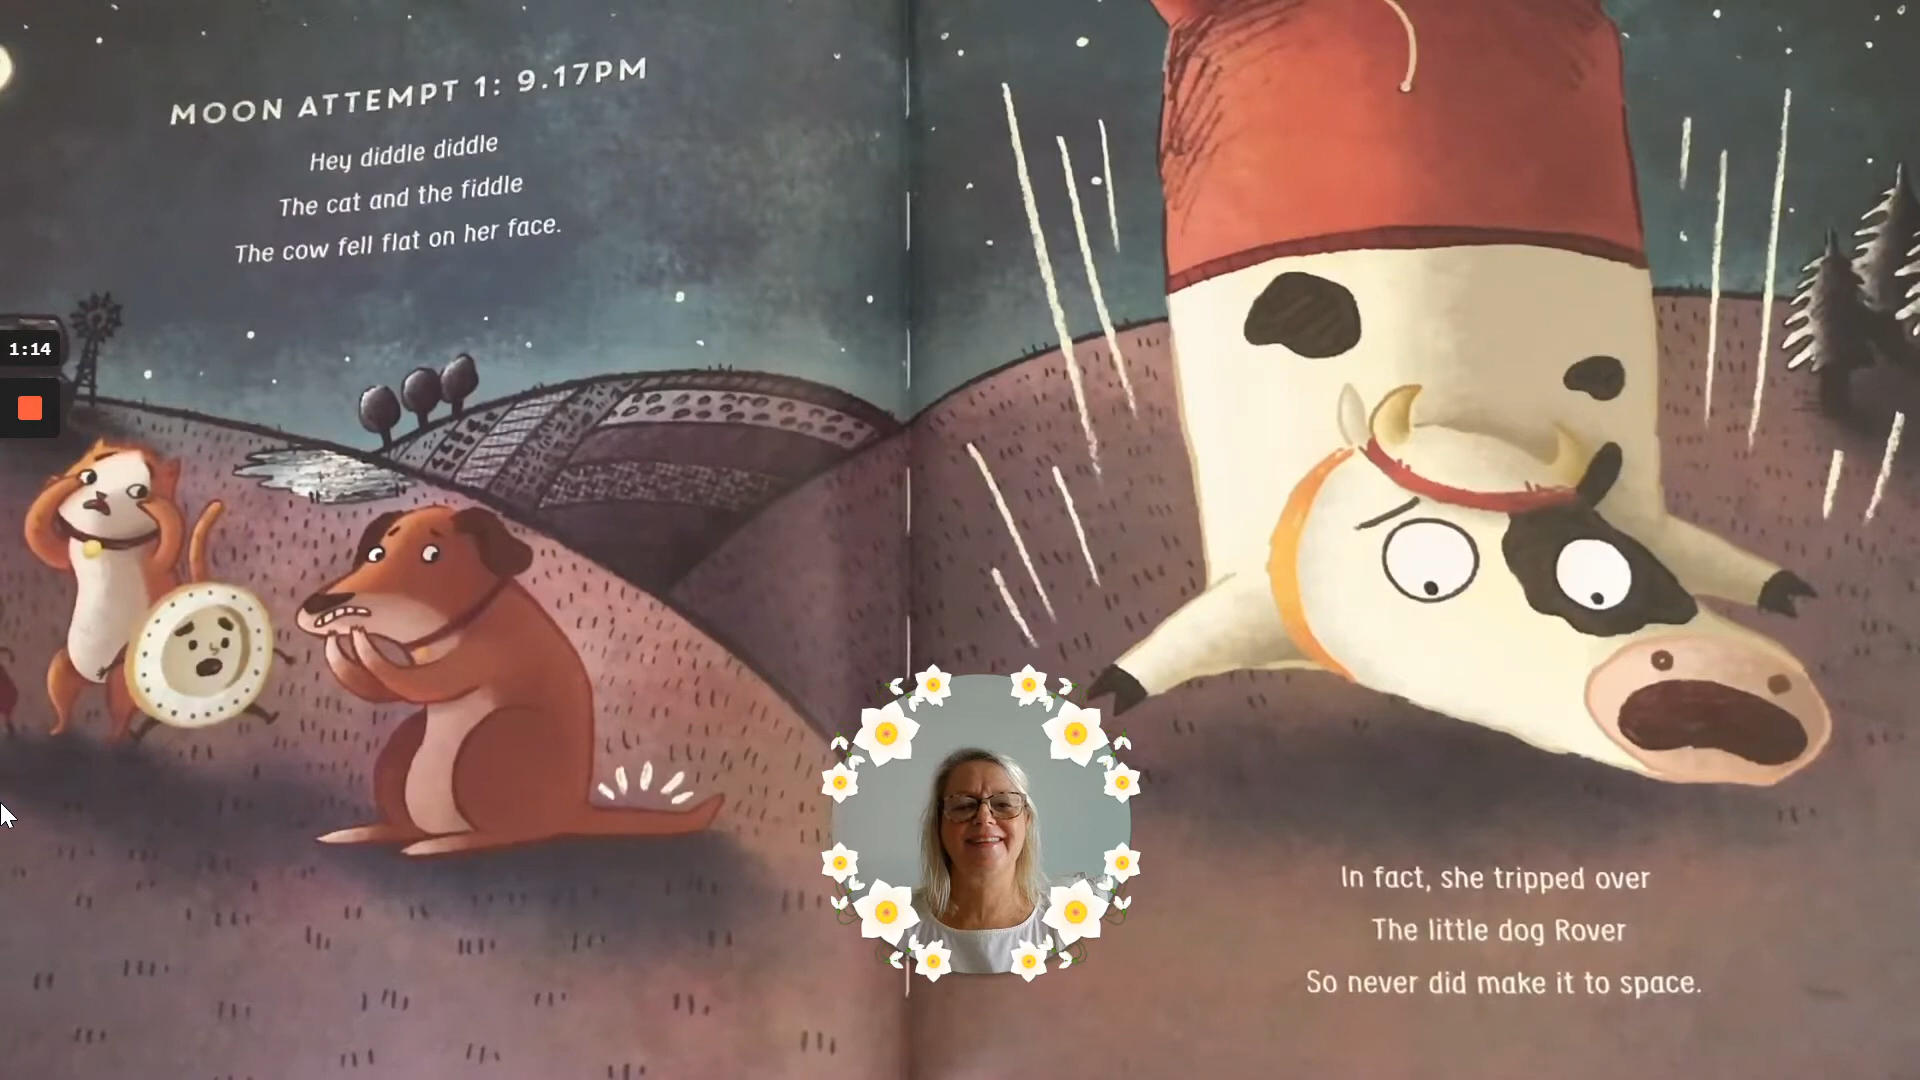 MOON ATTEMPT 1: 9.17PM
Hey diddle diddle
The cat and the fiddle
The cow fell flat on her face.
1:14
In fact, she tripped over
The little dog Rover
So never did make it to space.